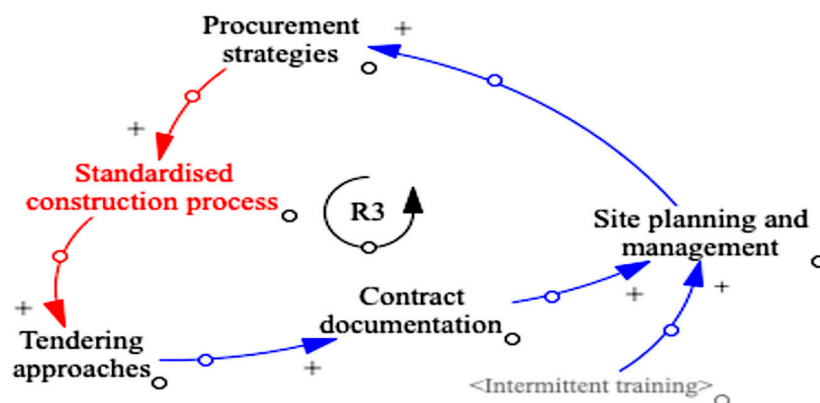 Procurement
strategies
+
+
Standardised
construction process
R3
Site planning and
management
+
+
Contract
documentation
+
Tendering
approaches
+
<Intermittent training>